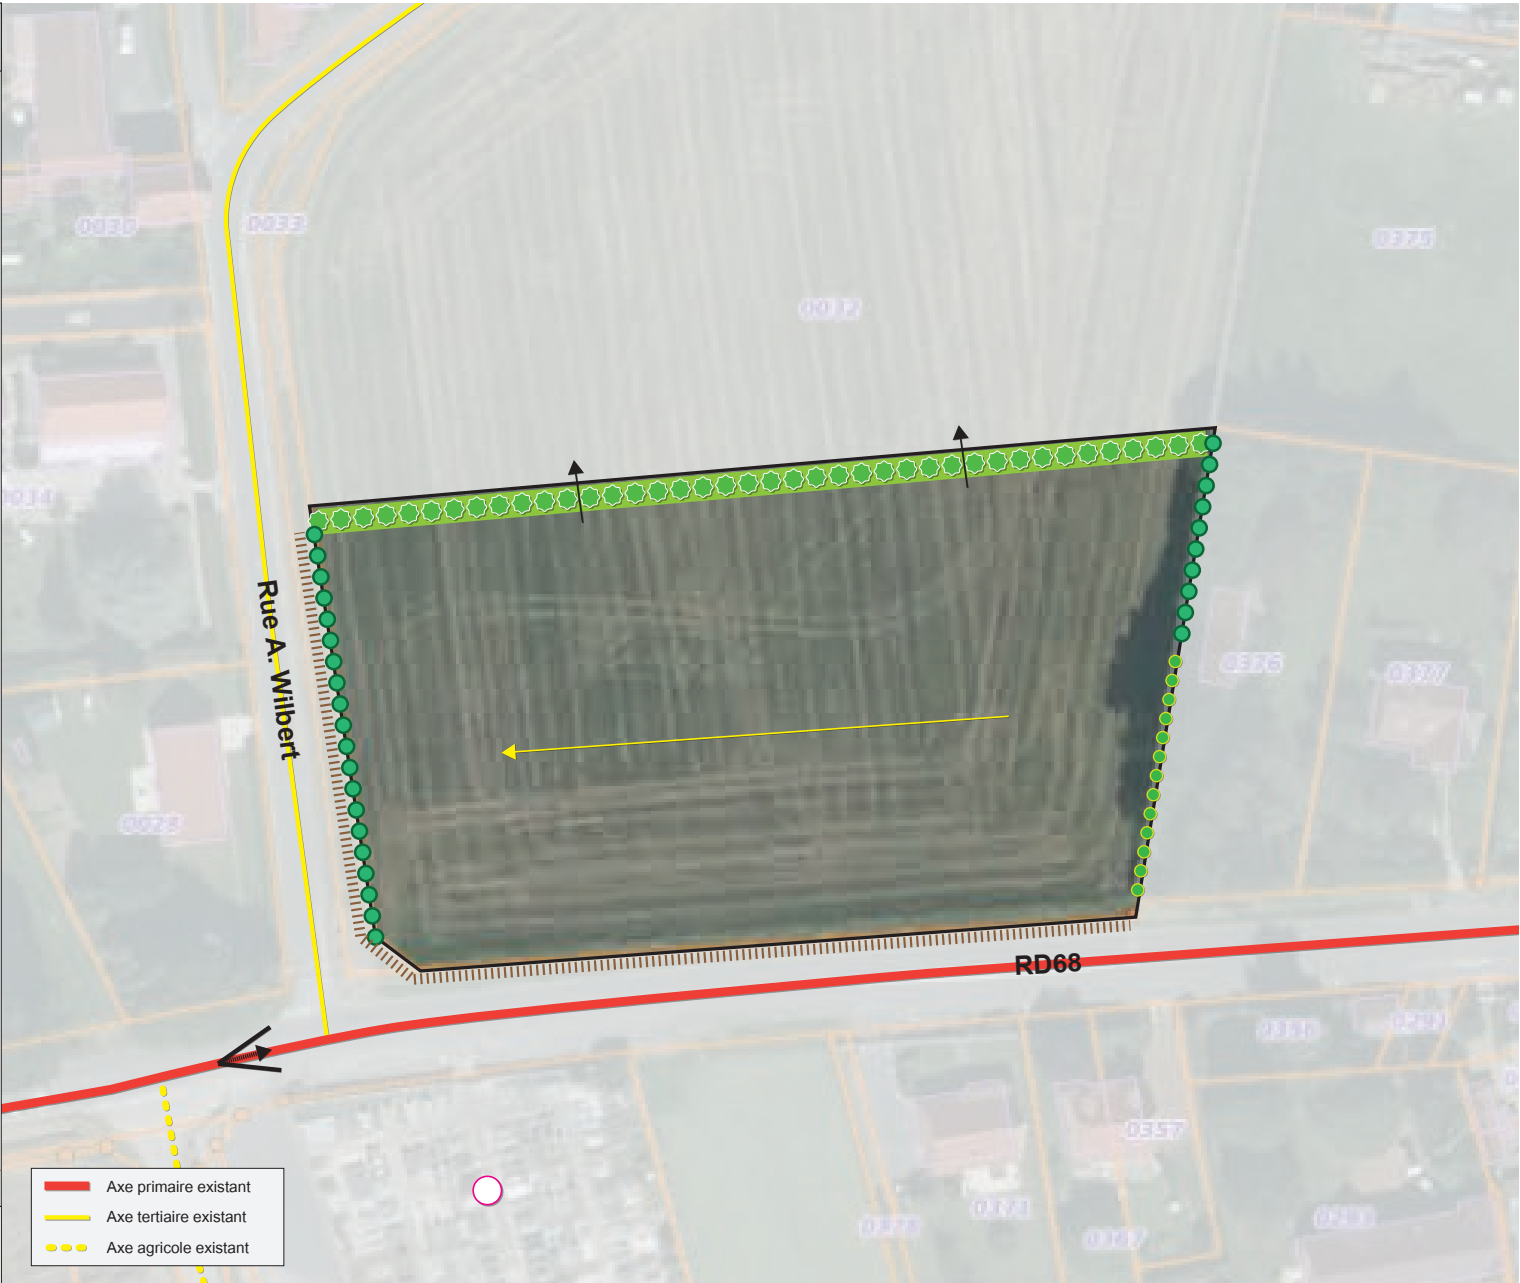 0030
0033
0375
0032
0034
Rue A. Wilbert
0376
0377
0029
RD68
0357
0373
Axe primaire existant
Axe tertiaire existant
Axe agricole existant